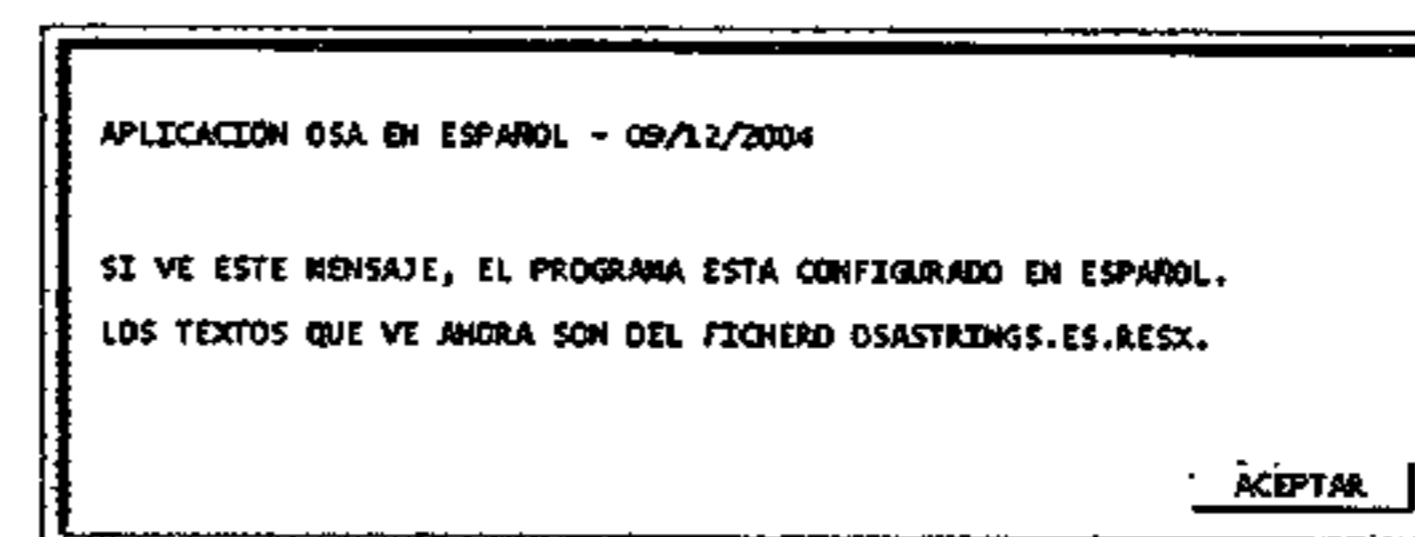 APLICACIÓN OSA EN ESPAÑOL - 09/12/2004
SI VE ESTE MENSAJE, EL PROGRAMA ESTA CONFIGURADO EN ESPAÑOL.
LOS TEXTOS QUE VE AHORA SON DEL FICHERO OSASTRINGS.ES.RESX.
ACEPTAR